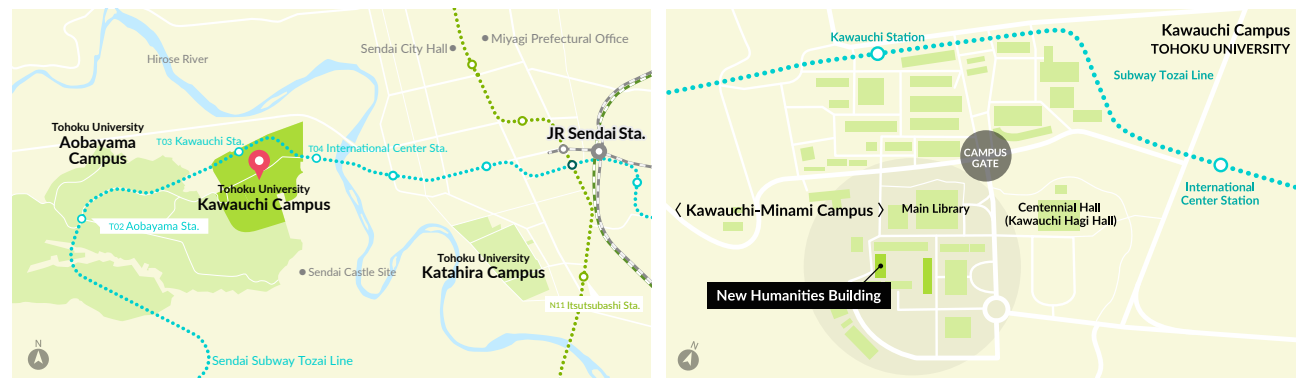 Miyagi Prefectural Office
Sendai City Hall
Hirose River
Tohoku University
Aobayama
Campus
T03 Kawauchi Sta.
T04 International Center Sta.
JR Sendai Sta.
Tohoku University
Kawauchi Campus
T02 Aobayama Sta.
Sendai Castle Site
Tohoku University
Katahira Campus
N11 Itsutsubashi Sta.
N
Sendai Subway Tozai Line
Kawauchi Campus
TOHOKU UNIVERSITY
Kawauchi Station
Subway Tozai Line
CAMPUS
GATE
International
Center Station
〈 Kawauchi-Minami Campus 〉
Main Library
Centennial Hall
(Kawauchi Hagi Hall)
New Humanities Building
N